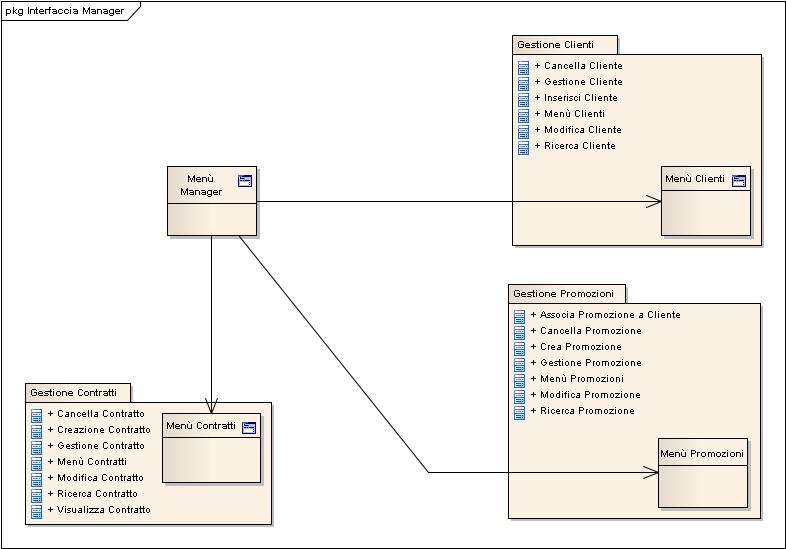 pkg Interfaccia Manager
Gestione Clienti
+ Cancella Cliente
+ Gestione Cliente
+ Inserisci Cliente
+ Menù Clienti
+ Modifica Cliente
+ Ricerca Cliente
Menù Clienti
Menù
Manager
Gestione Promozioni
+ Associa Promozione a Cliente
+ Cancella Promozione
+ Crea Promozione
+ Gestione Promozione
+ Menù Promozioni
+ Modifica Promozione
+ Ricerca Promozione
Menù Promozioni
Gestione Contratti
+ Cancella Contratto
+ Creazione Contratto
+ Gestione Contratto
+ Menù Contratti
+ Modifica Contratto
+ Ricerca Contratto
+ Visualizza Contratto
Menù Contratti